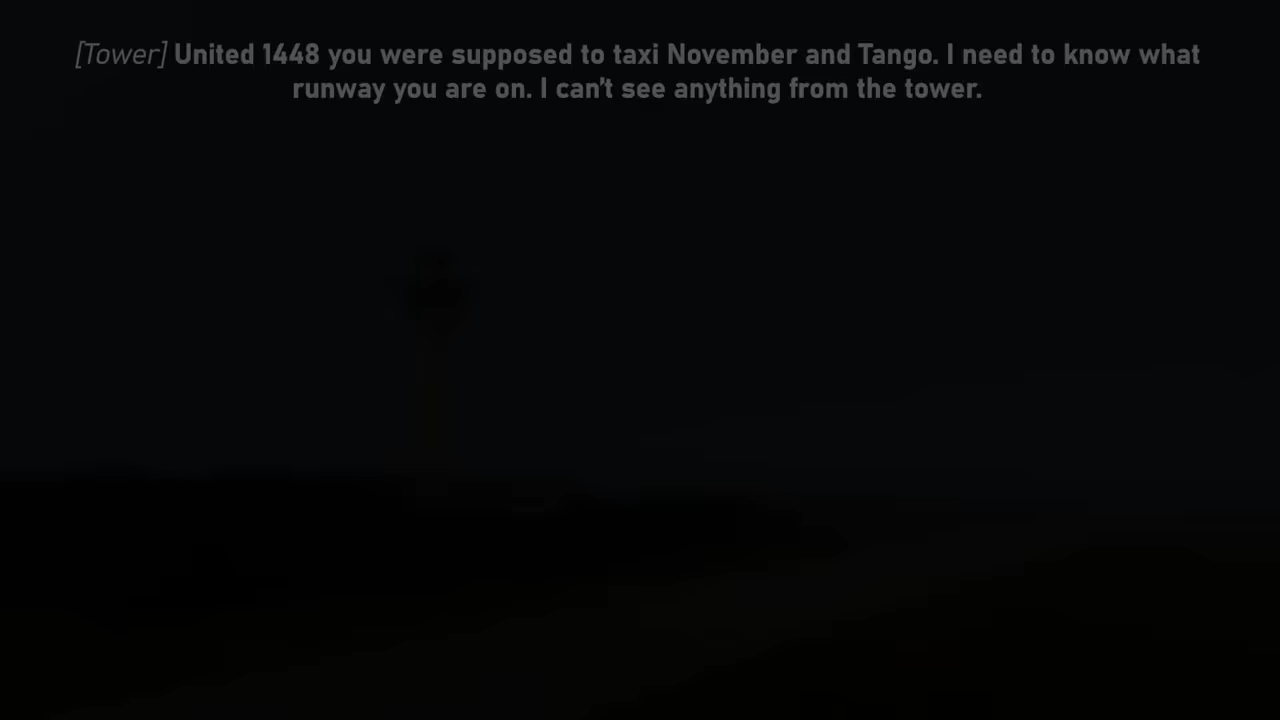 [Tower] United 1448 you were supposed to taxi November and Tango. I need to know what
runway you are on. I can’t see anything from the tower.